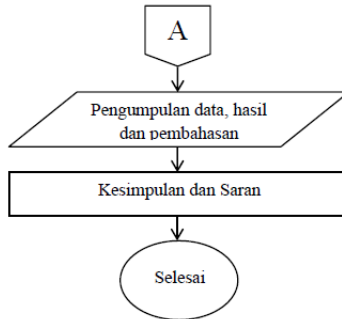 A
Pengumpulan data, hasil
dan pembahasan
Kesimpulan dan Saran
Selesai